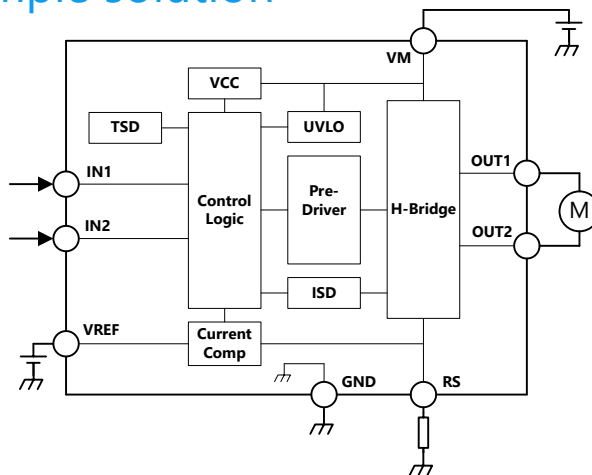 solution
VM
VCC
TSD
UVLO
IN1
OUT1
Control
Logic
Pre-
Driver
H-Bridge
M
IN2
OUT2
ISD
VREF
Current
Comp
GND
RS